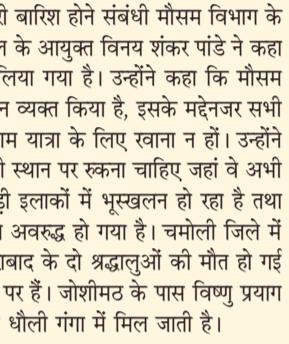 बारिश होने संबंधी मौसम विभाग के
के आयुक्त विनय शंकर पांडे ने कहा
लिया गया है। उन्होंने कहा कि मौसम
व्यक्त किया है, इसके मद्देनजर सभी
यात्रा के लिए रवाना न हों। उन्होंने
स्थान पर रुकना चाहिए जहां वे अभी
इलाकों में भूस्खलन हो रहा है तथा
अवरुद्ध हो गया है। चमोली जिले में
के दो श्रद्धालुओं की मौत हो गई
पर हैं। जोशीमठ के पास विष्णु प्रयाग
धौली गंगा में मिल जाती है।